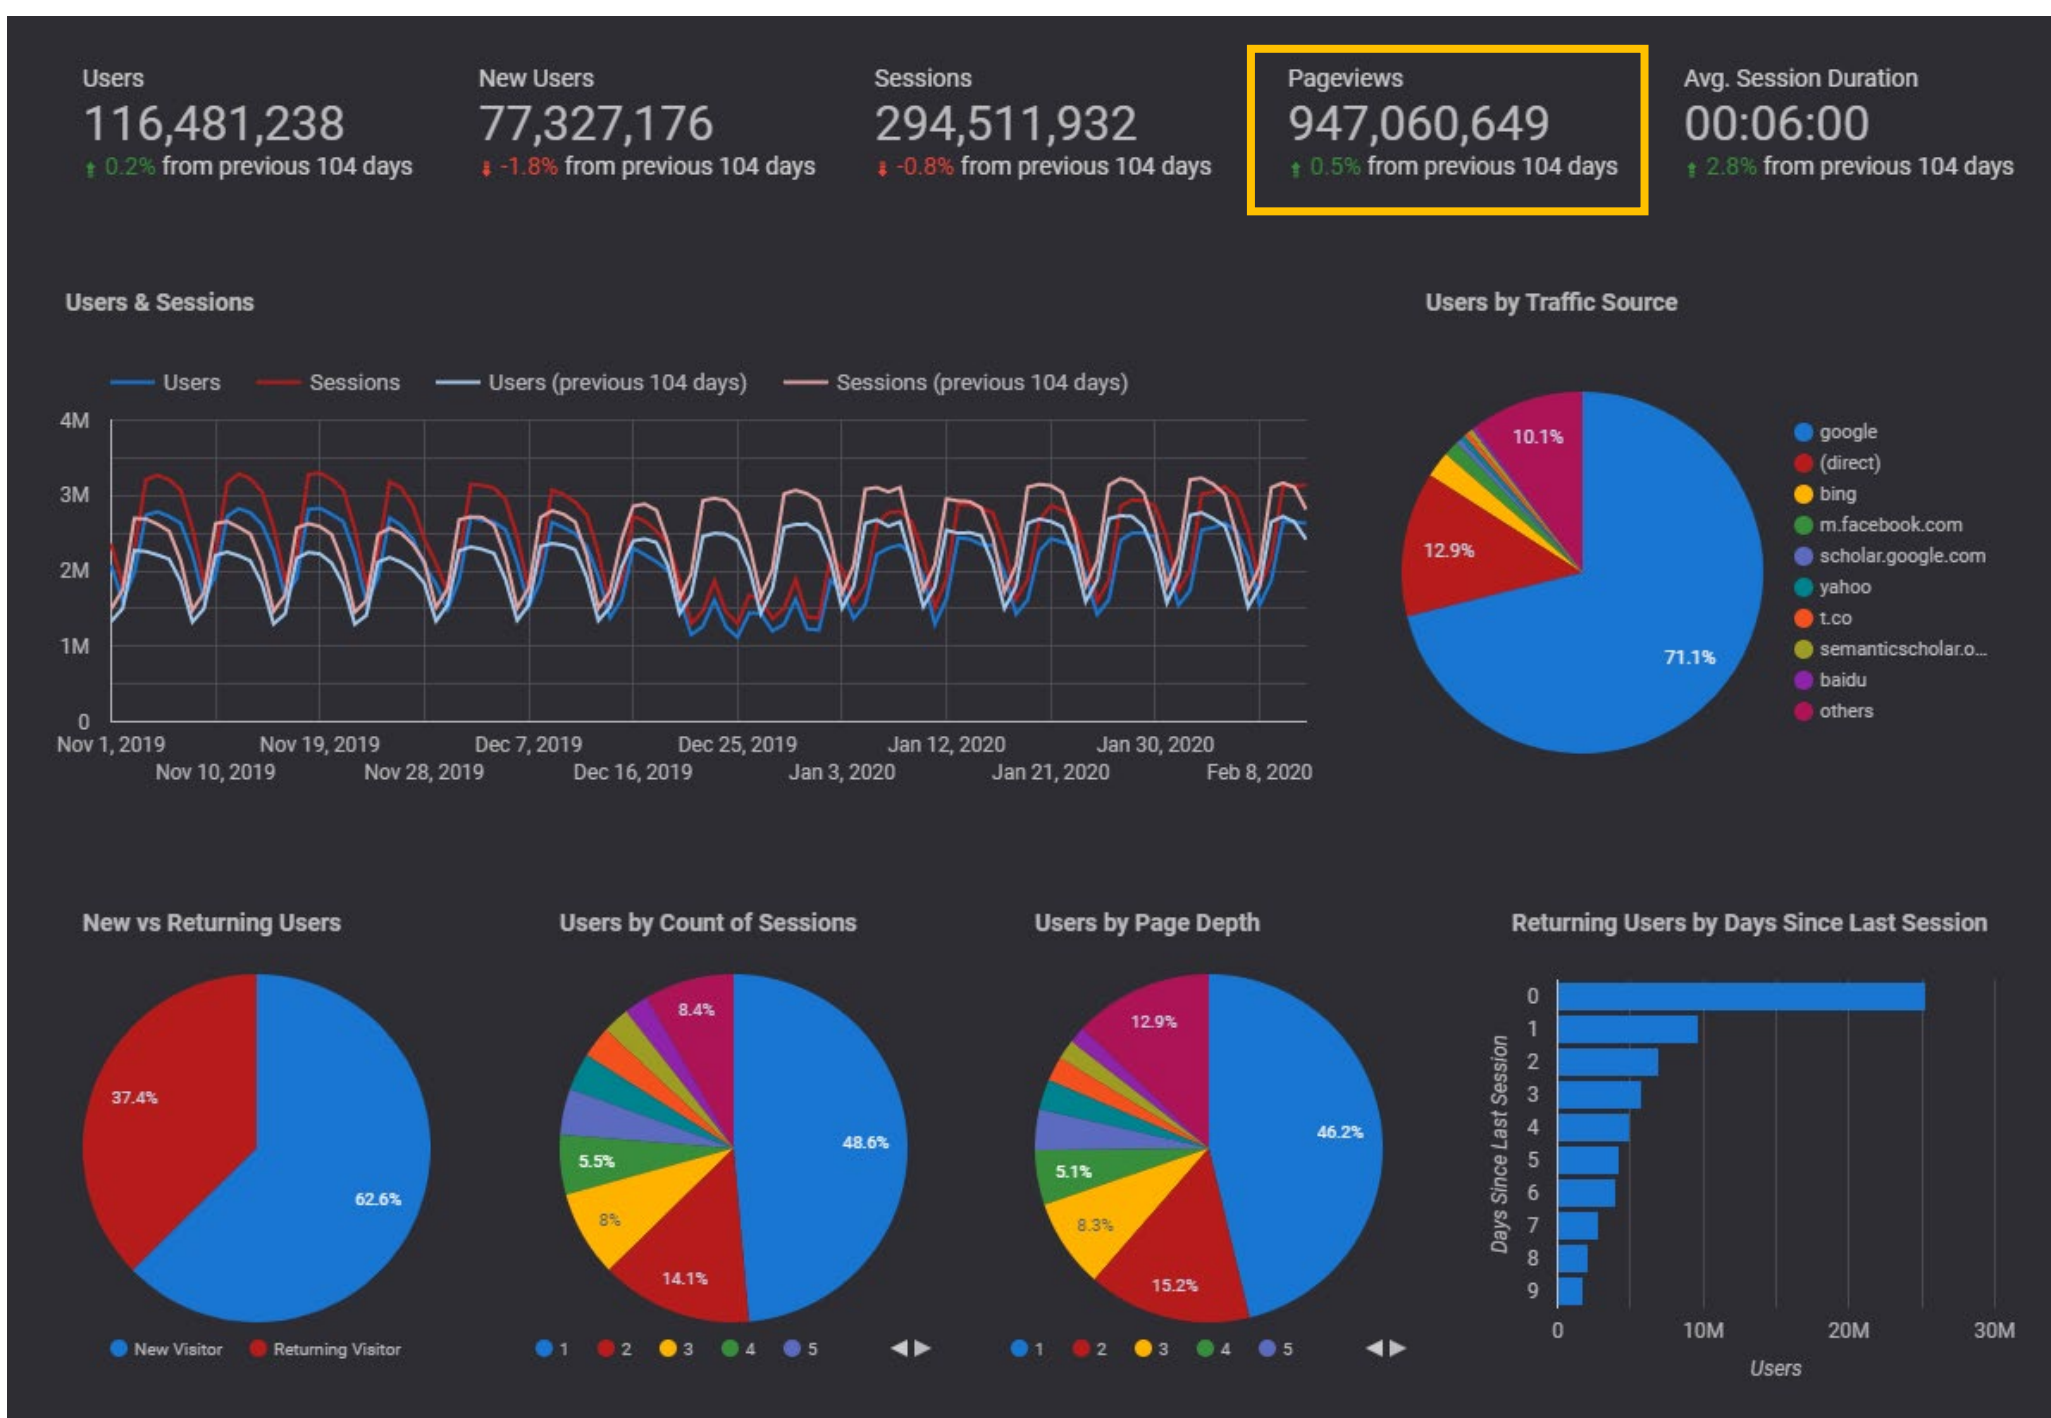 Users
116,481,238
0.2% from previous 104 days
New Users
77,327,176
-1.8% from previous 104 days
Sessions
294,511,932
-0.8% from previous 104 days
Pageviews
947,060,649
0.5% from previous 104 days
Avg. Session Duration
00:06:00
2.8% from previous 104 days
Users & Sessions
Users
Sessions
Users (previous 104 days)
Sessions (previous 104 days)
4M
3M
2M
1M
0
Nov 1, 2019
Nov 10, 2019
Nov 19, 2019
Nov 28, 2019
Dec 7, 2019
Dec 16, 2019
Dec 25, 2019
Jan 3, 2020
Jan 12, 2020
Jan 21, 2020
Jan 30, 2020
Feb 8, 2020
Users by Traffic Source
10.1%
12.9%
71.1%
google
(direct)
bing
m.facebook.com
scholar.google.com
yahoo
t.co
semanticscholar.o...
baidu
others
New vs Returning Users
37.4%
62.6%
New Visitor
Returning Visitor
Users by Count of Sessions
8.4%
48.6%
5.5%
8%
14.1%
1
2
3
4
5
Users by Page Depth
12.9%
46.2%
5.1%
8.3%
15.2%
1
2
3
4
5
Returning Users by Days Since Last Session
Days Since Last Session
0
1
2
3
4
5
6
7
8
9
0
10M
20M
30M
Users